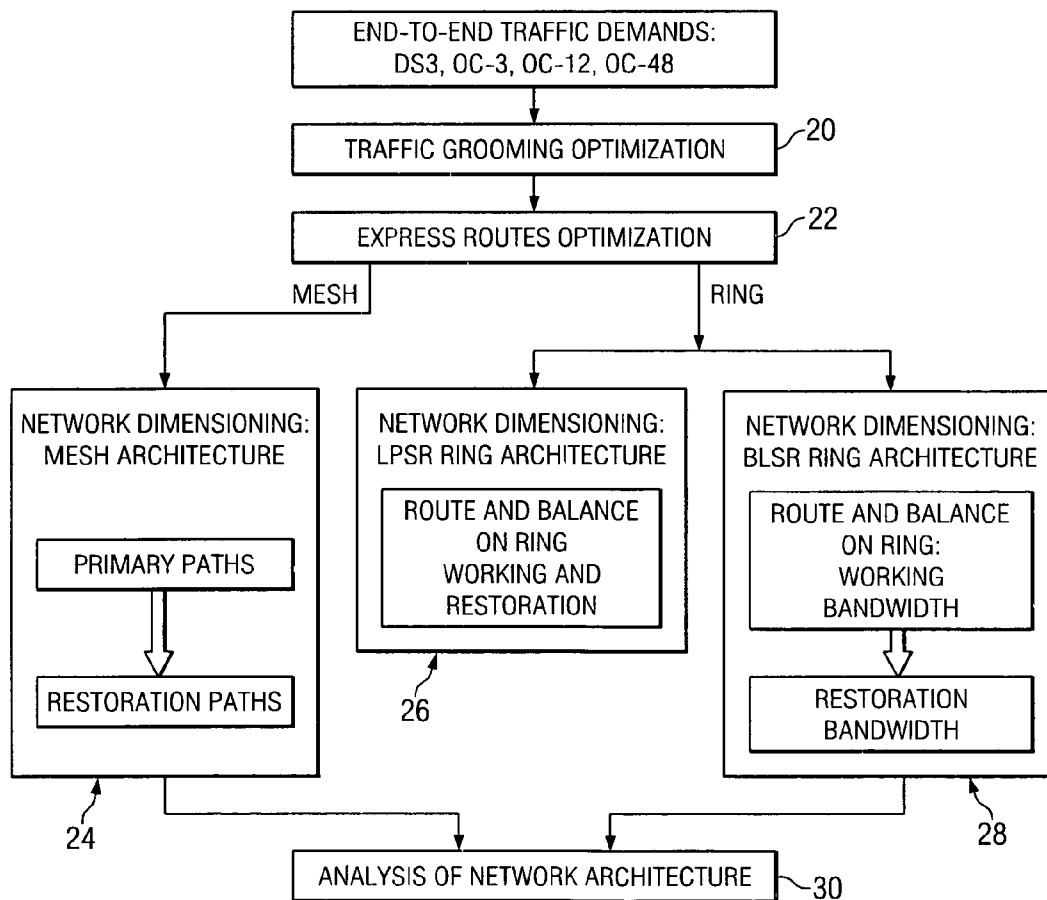 END-TO-END TRAFFIC DEMANDS:
DS3, OC-3, OC-12, OC-48
TRAFFIC GROOMING OPTIMIZATION
20
EXPRESS ROUTES OPTIMIZATION
22
MESH
RING
NETWORK DIMENSIONING:
MESH ARCHITECTURE
PRIMARY PATHS
RESTORATION PATHS
24
NETWORK DIMENSIONING:
LPSR RING ARCHITECTURE
ROUTE AND BALANCE
ON RING
WORKING AND
RESTORATION
26
NETWORK DIMENSIONING:
BLSR RING ARCHITECTURE
ROUTE AND BALANCE
ON RING:
WORKING
BANDWIDTH
RESTORATION
BANDWIDTH
28
ANALYSIS OF NETWORK ARCHITECTURE
30